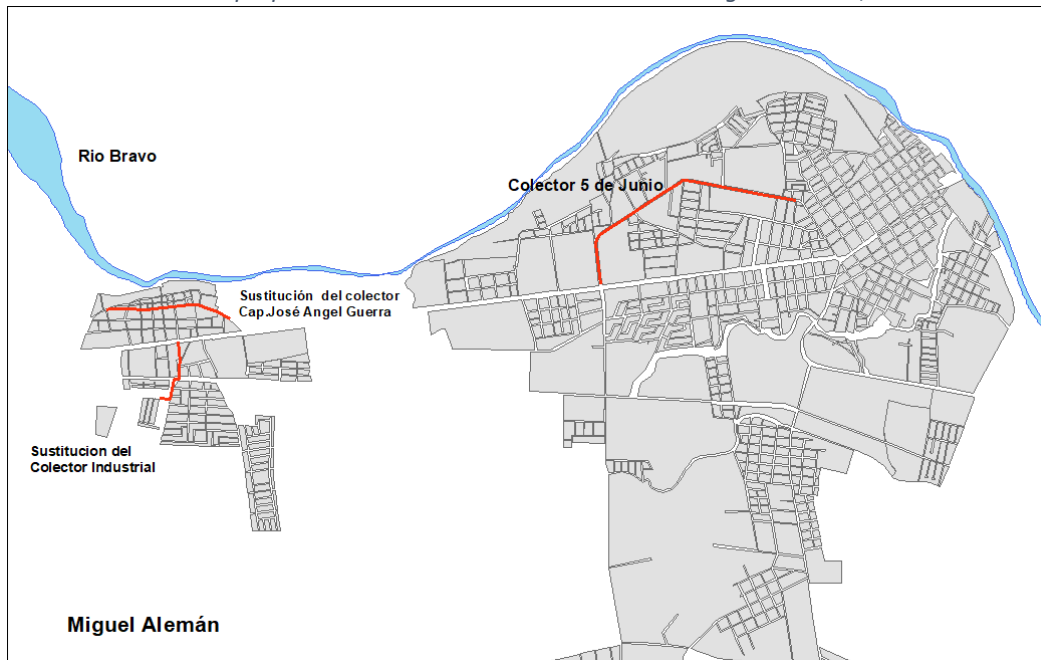 Rio Bravo
Colector 5 de Junio
Sustitución del colector
Cap.José Angel Guerra
Sustitucion del
Colector Industrial
Miguel Alemán